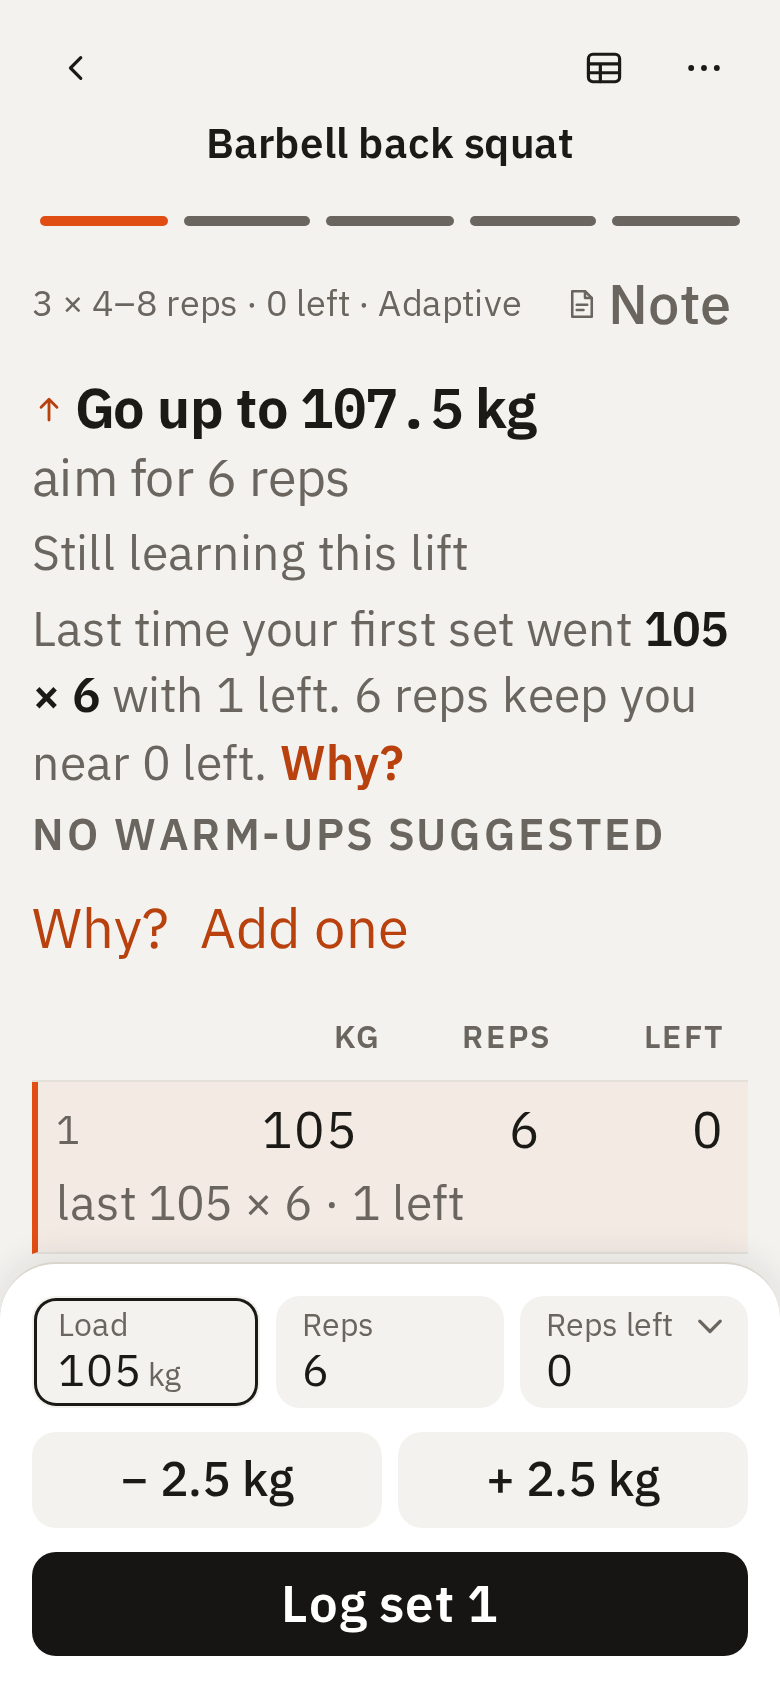 Barbell back squat
3 × 4–8 reps · 0 left · Adaptive Note
↑ Go up to 107.5 kg
aim for 6 reps
Still learning this lift
Last time your first set went 105
× 6 with 1 left. 6 reps keep you
near 0 left. Why?
NO WARM-UPS SUGGESTED
Why? Add one
KG REPS LEFT
1 105 6 0
last 105 × 6 · 1 left
Load Reps Reps left
105 kg 6 0
− 2.5 kg + 2.5 kg
Log set 1